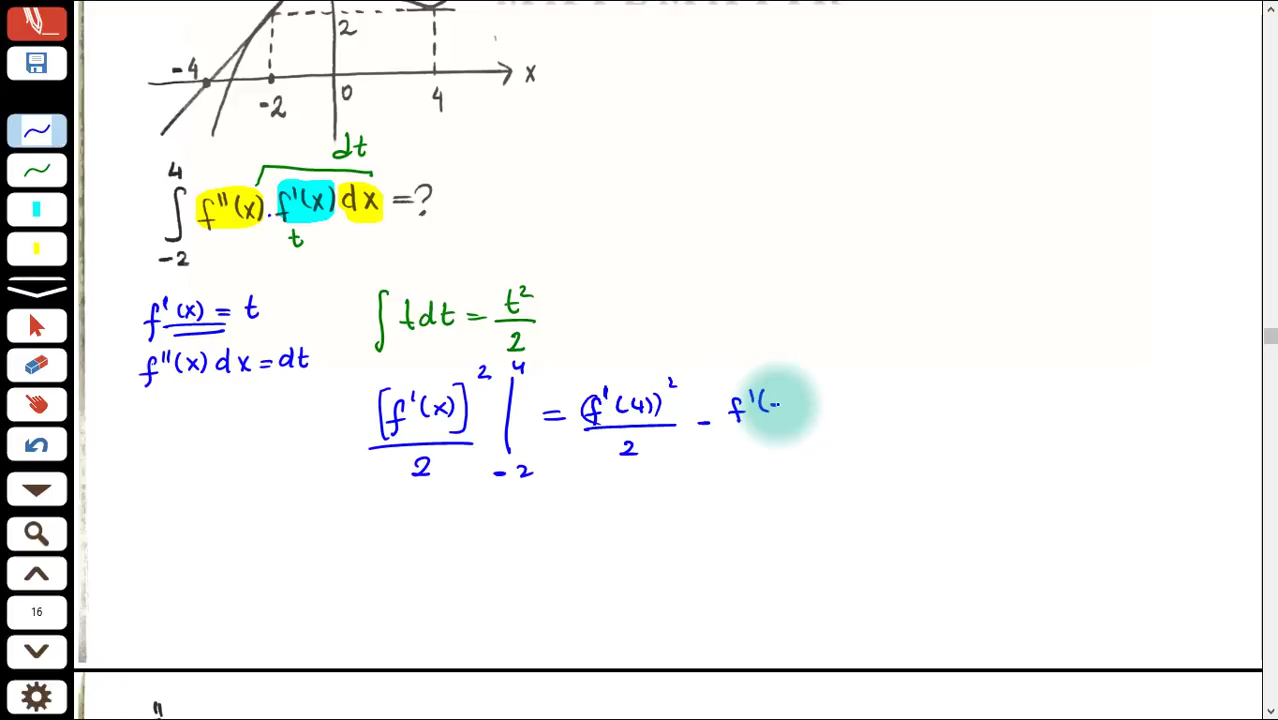 2
-4
x
-2
0
4
dt
∫_{-2}^{4} f''(x).f'(x)dx=?
t
f'(x) = t
∫tdt = t²/2
f''(x)dx=dt
[f'(x)]²/2 |_{-2}^{4} = (f'(4))²/2 - f'(-
16